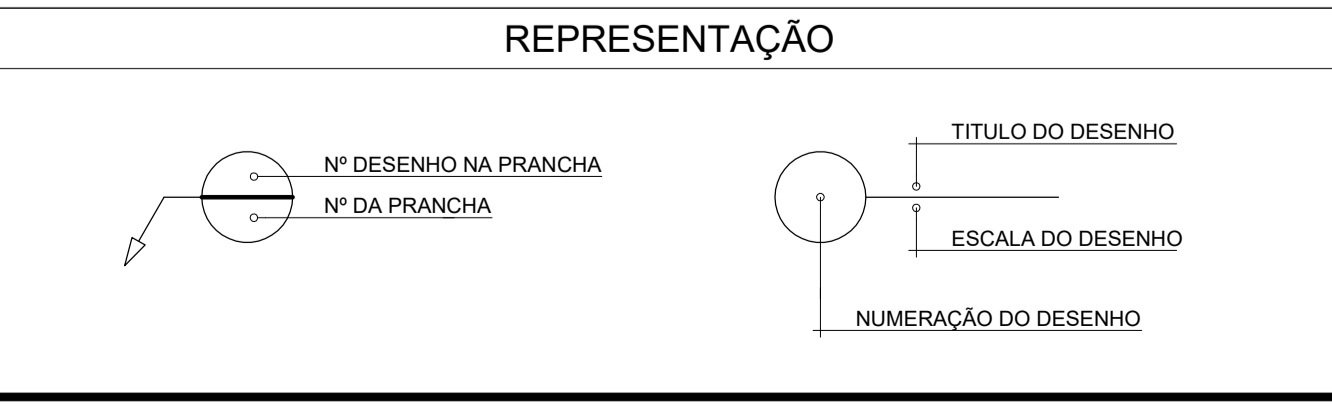 REPRESENTAÇÃO
Nº DESENHO NA PRANCHA
Nº DA PRANCHA
TITULO DO DESENHO
ESCALA DO DESENHO
NUMERAÇÃO DO DESENHO